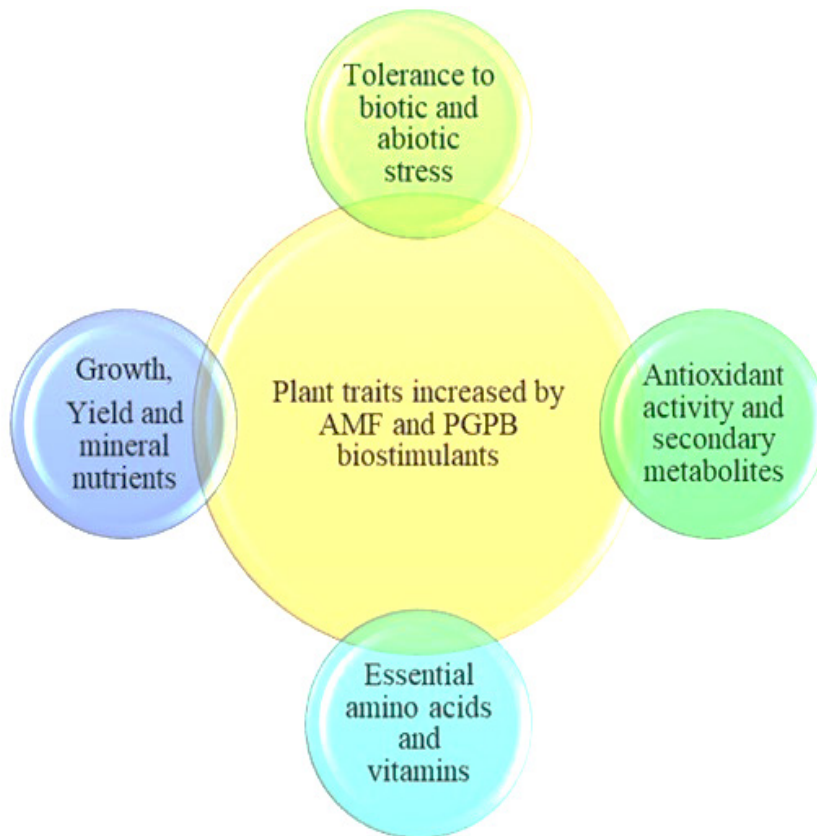 Tolerance to
biotic and
abiotic
stress
Growth,
Yield and
mineral
nutrients
Plant traits increased by
AMF and PGPB
biostimulants
Antioxidant
activity and
secondary
metabolites
Essential
amino acids
and
vitamins